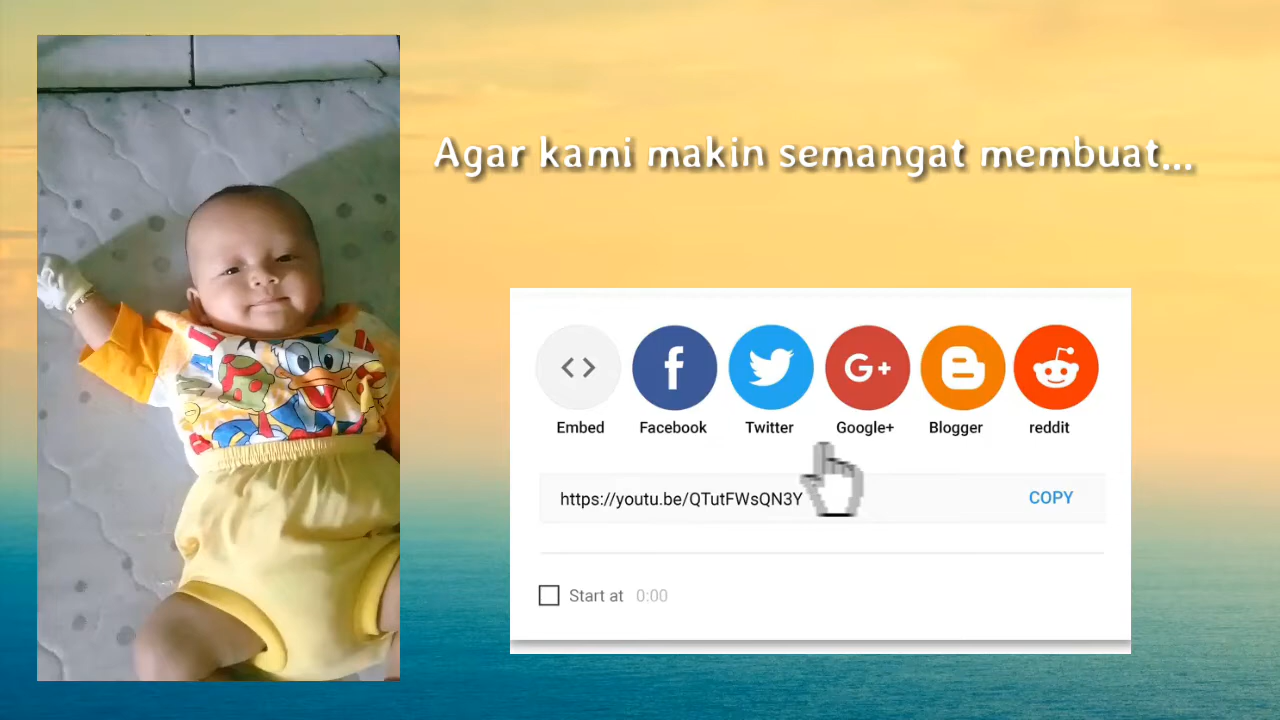 Agar kami makin semangat membuat...
Embed Facebook Twitter Google+ Blogger reddit
https://youtu.be/QTutFWsQN3Y COPY
Start at 0:00